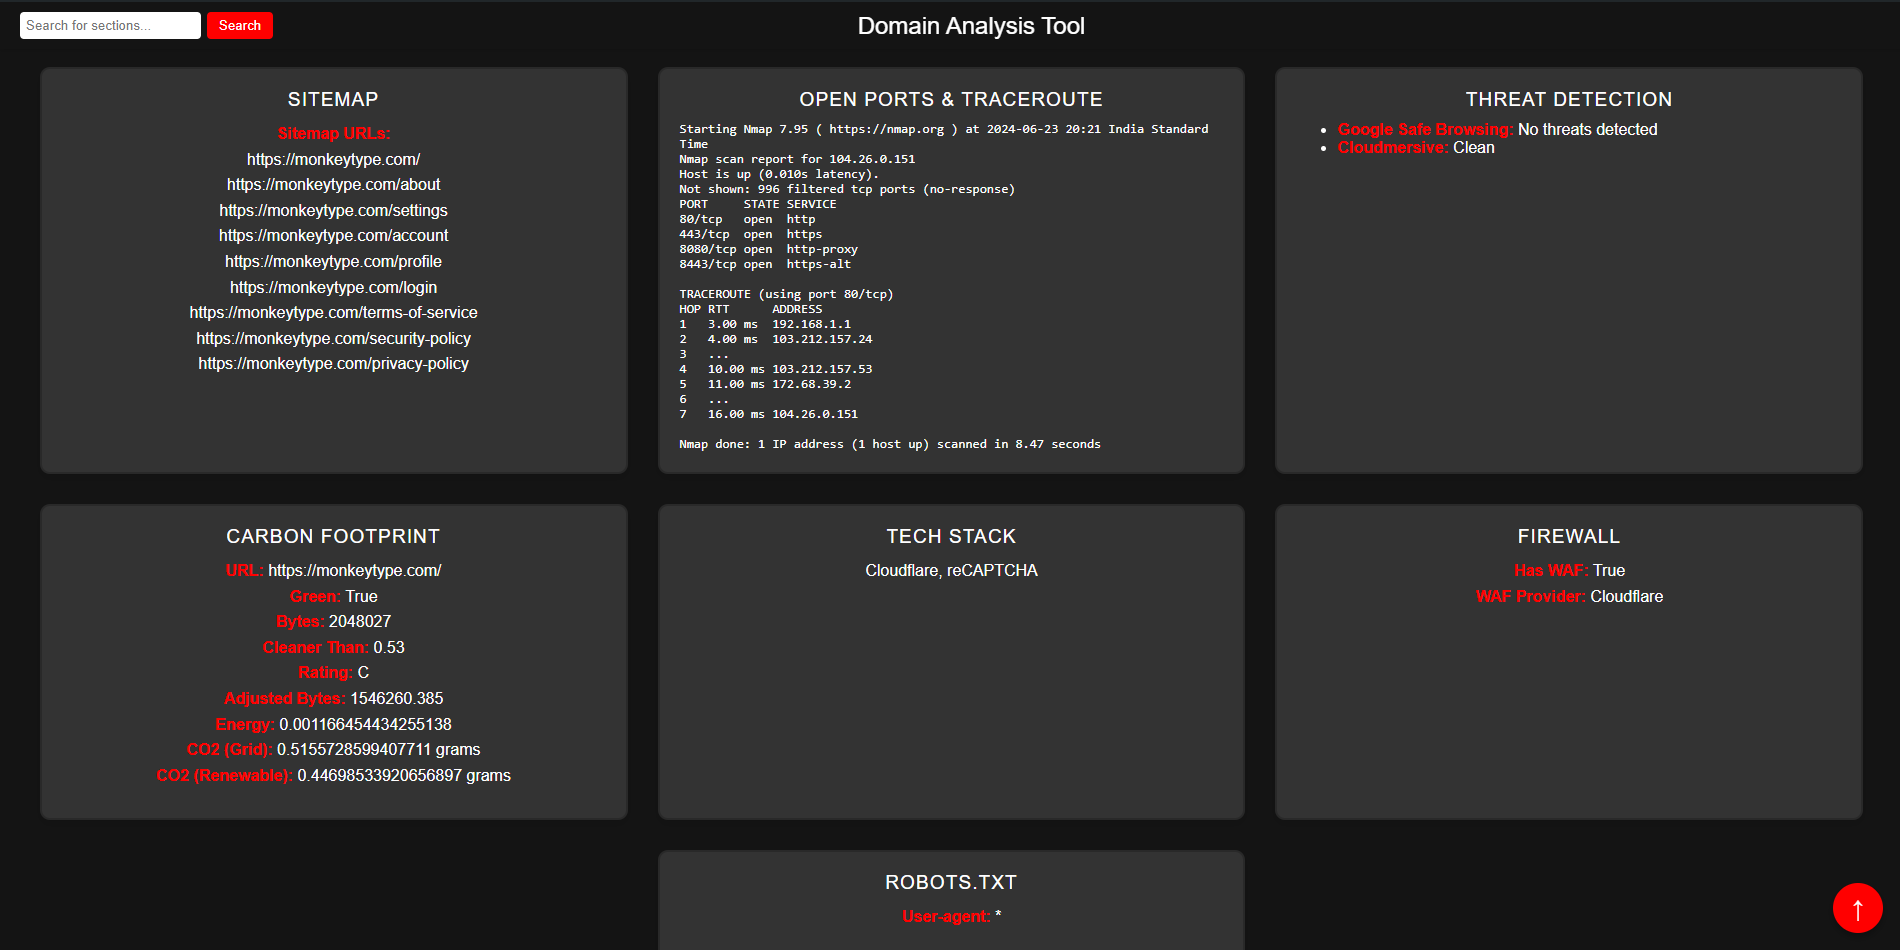 Search for sections...
Search
Domain Analysis Tool
SITEMAP
Sitemap URLs:
https://monkeytype.com/
https://monkeytype.com/about
https://monkeytype.com/settings
https://monkeytype.com/account
https://monkeytype.com/profile
https://monkeytype.com/login
https://monkeytype.com/terms-of-service
https://monkeytype.com/security-policy
https://monkeytype.com/privacy-policy
OPEN PORTS & TRACEROUTE
Starting Nmap 7.95 ( https://nmap.org ) at 2024-06-23 20:21 India Standard
Time
Nmap scan report for 104.26.0.151
Host is up (0.010s latency).
Not shown: 996 filtered tcp ports (no-response)
PORT     STATE SERVICE
80/tcp   open  http
443/tcp  open  https
8080/tcp open  http-proxy
8443/tcp open  https-alt
TRACEROUTE (using port 80/tcp)
HOP RTT      ADDRESS
1   3.00 ms  192.168.1.1
2   4.00 ms  103.212.157.24
3   ...
4   10.00 ms 103.212.157.53
5   11.00 ms 172.68.39.2
6   ...
7   16.00 ms 104.26.0.151
Nmap done: 1 IP address (1 host up) scanned in 8.47 seconds
THREAT DETECTION
• Google Safe Browsing: No threats detected
• Cloudmersive: Clean
CARBON FOOTPRINT
URL: https://monkeytype.com/
Green: True
Bytes: 2048027
Cleaner Than: 0.53
Rating: C
Adjusted Bytes: 1546260.385
Energy: 0.001166454434255138
CO2 (Grid): 0.5155728599407711 grams
CO2 (Renewable): 0.44698533920656897 grams
TECH STACK
Cloudflare, reCAPTCHA
FIREWALL
Has WAF: True
WAF Provider: Cloudflare
ROBOTS.TXT
User-agent: *
↑